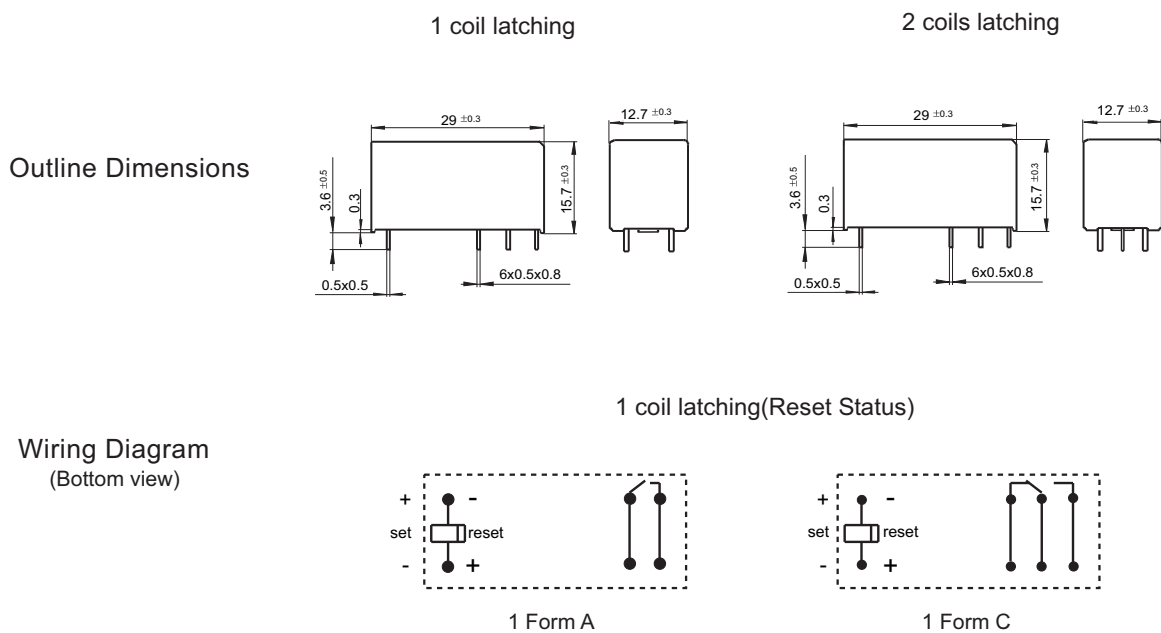 1 coil latching
2 coils latching
Outline Dimensions
29 ±0.3
12.7 ±0.3
3.6 ±0.5
0.3
15.7 ±0.3
0.5x0.5
6x0.5x0.8
29 ±0.3
12.7 ±0.3
3.6 ±0.5
0.3
15.7 ±0.3
0.5x0.5
6x0.5x0.8
1 coil latching(Reset Status)
Wiring Diagram
(Bottom view)
+ -
set reset
- +
1 Form A
+ -
set reset
- +
1 Form C